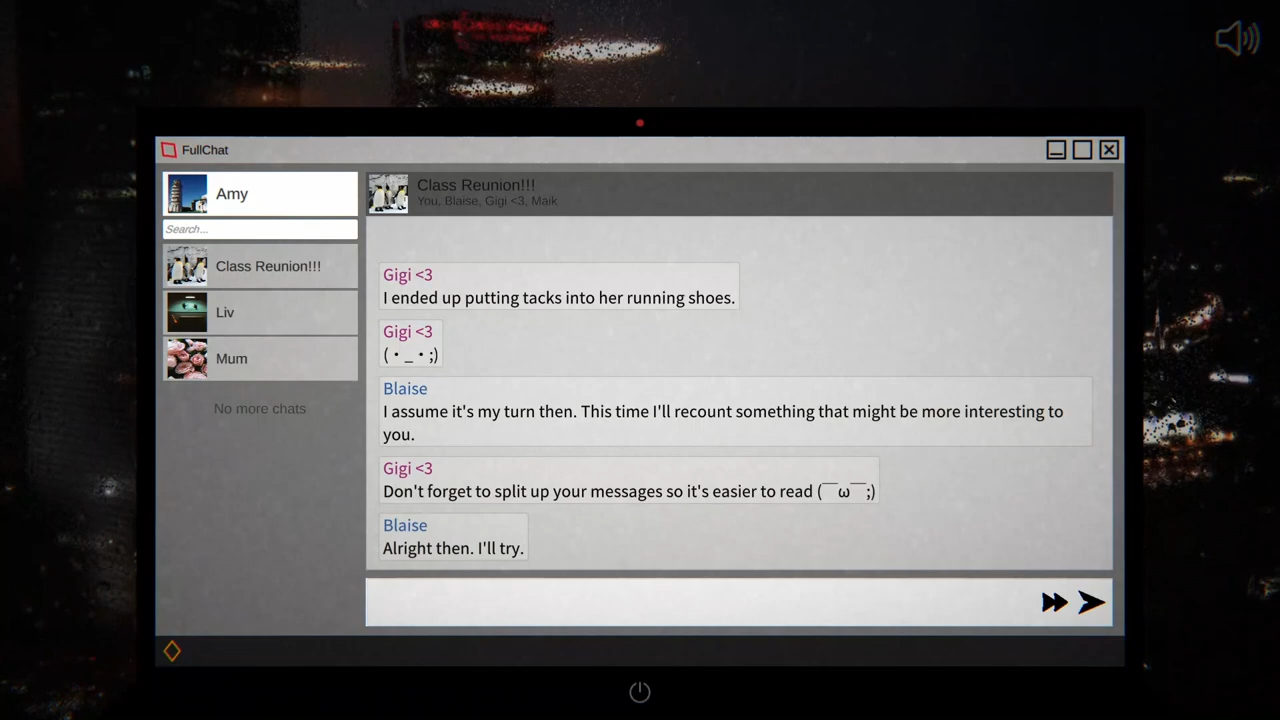 FullChat
Amy
Search...
Class Reunion!!!
Liv
Mum
No more chats
Class Reunion!!!
You, Blaise, Gigi <3, Maik
Gigi <3
I ended up putting tacks into her running shoes.
Gigi <3
(・_・;)
Blaise
I assume it's my turn then. This time I'll recount something that might be more interesting to
you.
Gigi <3
Don't forget to split up your messages so it's easier to read (￣ω￣;)
Blaise
Alright then. I'll try.